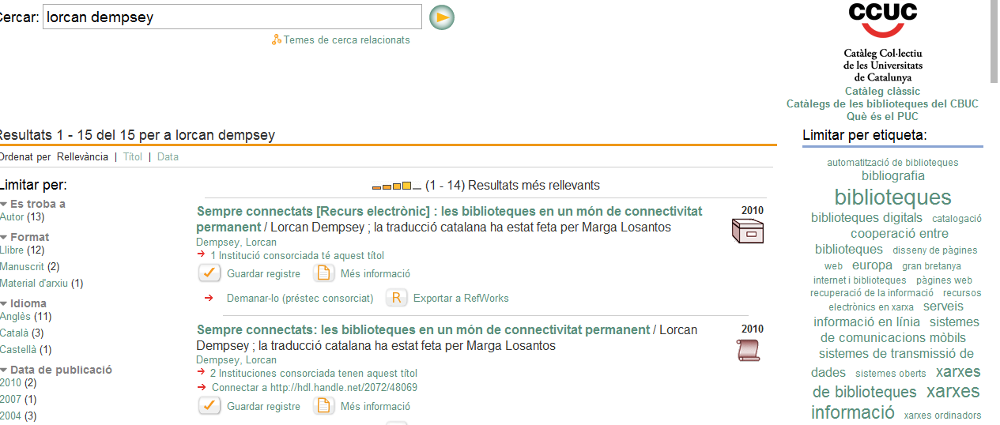 Cercar: lorcan dempsey
Temes de cerca relacionats
CCUC
Catàleg Col·lectiu
de les Universitats
de Catalunya
Catàleg clàssic
Catàlegs de les biblioteques del CBUC
Què és el PUC
Resultats 1 - 15 del 15 per a lorcan dempsey
Ordenat per Rellevància | Títol | Data
Limitar per:
Es troba a
Autor (13)
Format
Llibre (12)
Manuscrit (2)
Material d'arxiu (1)
Idioma
Anglès (11)
Català (3)
Castellà (1)
Data de publicació
2010 (2)
2007 (1)
2004 (3)
(1 - 14) Resultats més rellevants
Sempre connectats [Recurs electrònic] : les biblioteques en un món de connectivitat
permanent / Lorcan Dempsey ; la traducció catalana ha estat feta per Marga Losantos
2010
Dempsey, Lorcan
1 Institució consorciada té aquest títol
Guardar registre Més informació
Demanar-lo (préstec consorciat) R Exportar a RefWorks
Sempre connectats: les biblioteques en un món de connectivitat permanent / Lorcan
Dempsey ; la traducció catalana ha estat feta per Marga Losantos
2010
Dempsey, Lorcan
2 Instituciones consorciada tenen aquest títol
Connectar a http://hdl.handle.net/2072/48069
Guardar registre Més informació
Limitar per etiqueta:
automatització de biblioteques
bibliografia
biblioteques
biblioteques digitals catalogació
cooperació entre
biblioteques disseny de pàgines
web europa gran bretanya
internet i biblioteques pàgines web
recuperació de la informació recursos
electrònics en xarxa serveis
informació en línia sistemes
de comunicacions mòbils
sistemes de transmissió de
dades sistemes oberts xarxes
de biblioteques xarxes
informació xarxes ordinadors